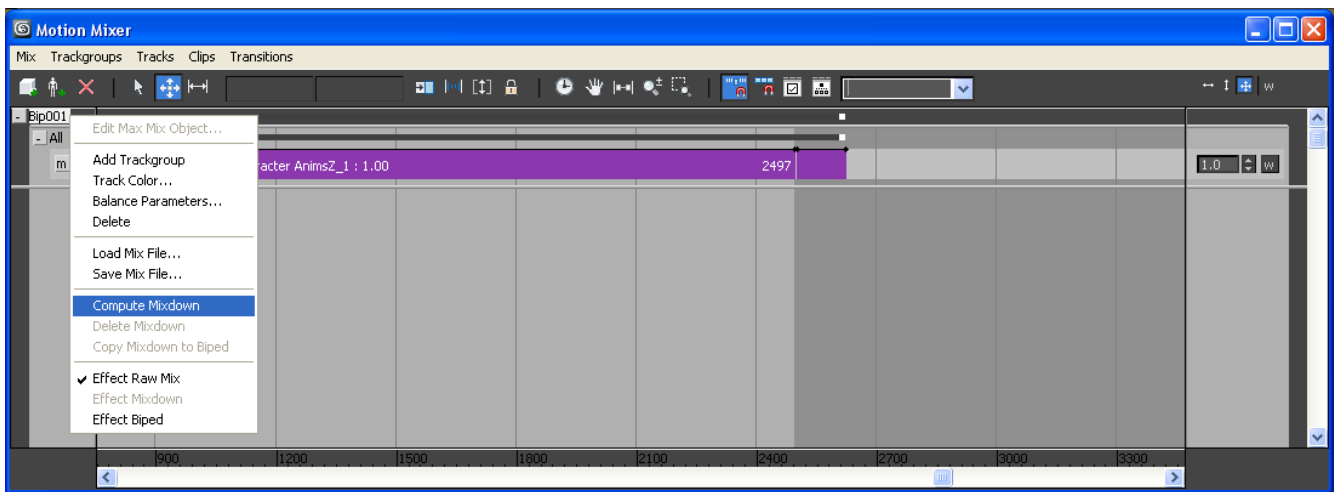 Motion Mixer
Mix Trackgroups Tracks Clips Transitions
w
Bip001
All
m
acter AnimsZ_1 : 1.00 2497
1.0 w
Edit Max Mix Object...
Add Trackgroup
Track Color...
Balance Parameters...
Delete
Load Mix File...
Save Mix File...
Compute Mixdown
Delete Mixdown
Copy Mixdown to Biped
Effect Raw Mix
Effect Mixdown
Effect Biped
900 1200 1500 1800 2100 2400 2700 3000 3300